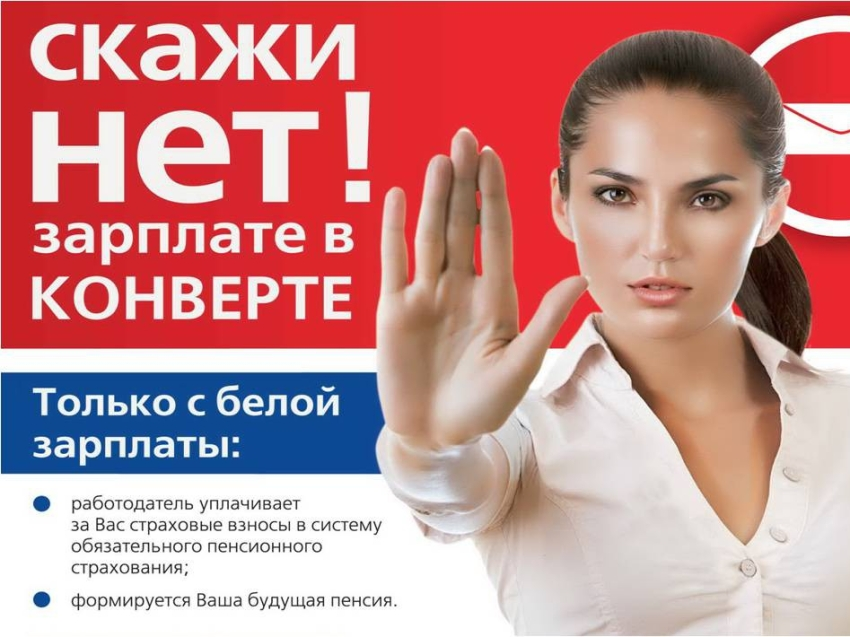 скажи
нет!
зарплате в
КОНВЕРТЕ
Только с белой
зарплаты:
работодатель уплачивает
за Вас страховые взносы в систему
обязательного пенсионного
страхования;
формируется Ваша будущая пенсия.